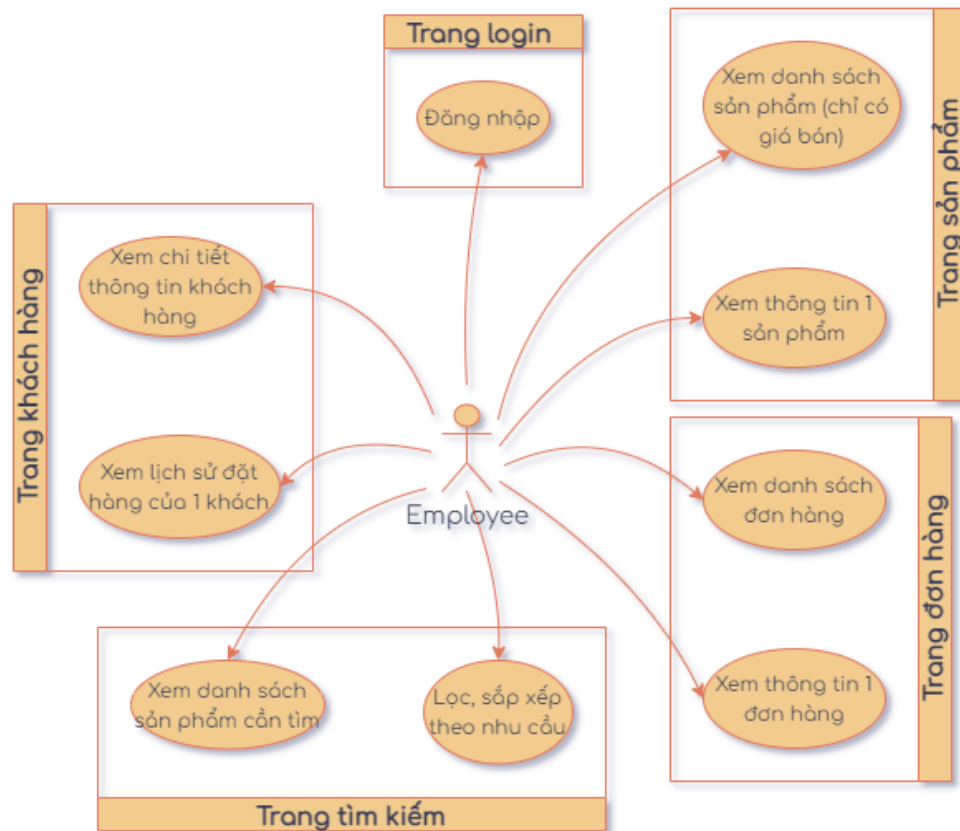 Trang login
Đăng nhập
Xem danh sách
sản phẩm (chỉ có
giá bán)
Xem thông tin 1
sản phẩm
Trang sản phẩm
Xem chi tiết
thông tin khách
hàng
Xem lịch sử đặt
hàng của 1 khách
Trang khách hàng
Employee
Xem danh sách
đơn hàng
Xem thông tin 1
đơn hàng
Trang đơn hàng
Xem danh sách
sản phẩm cần tìm
Lọc, sắp xếp
theo nhu cầu
Trang tìm kiếm